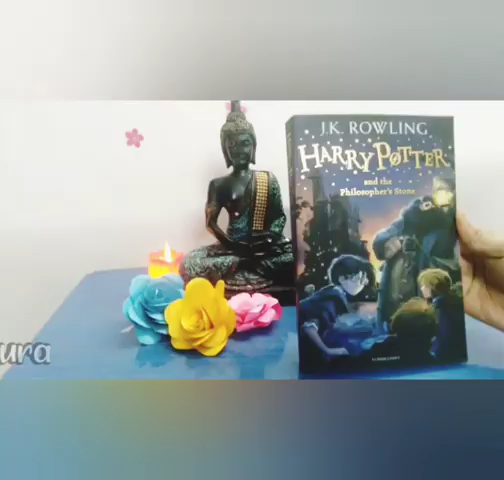 J.K. ROWLING
HARRY POTTER
and the
Philosopher's Stone
ura